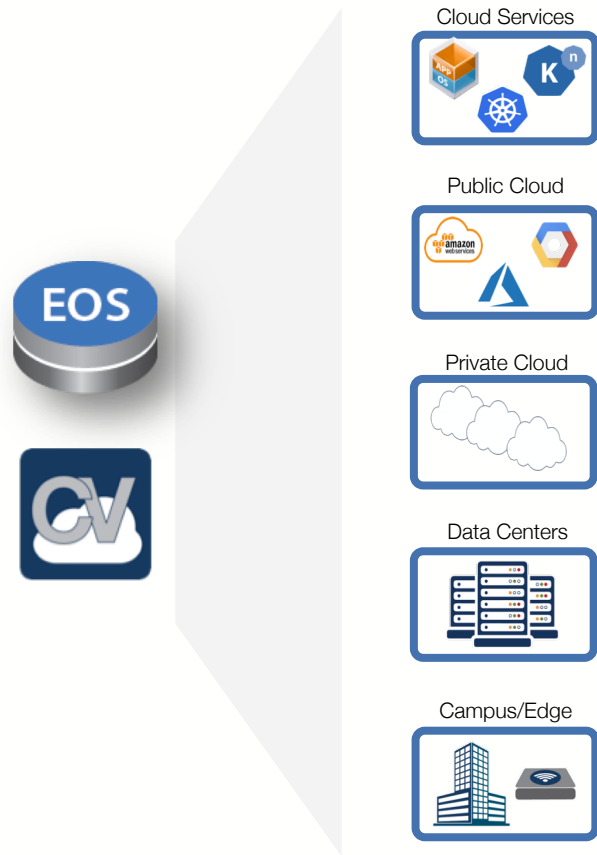 Cloud Services
APP
OS
K
n
Public Cloud
amazon
web services
EOS
Private Cloud
CV
Data Centers
Campus/Edge